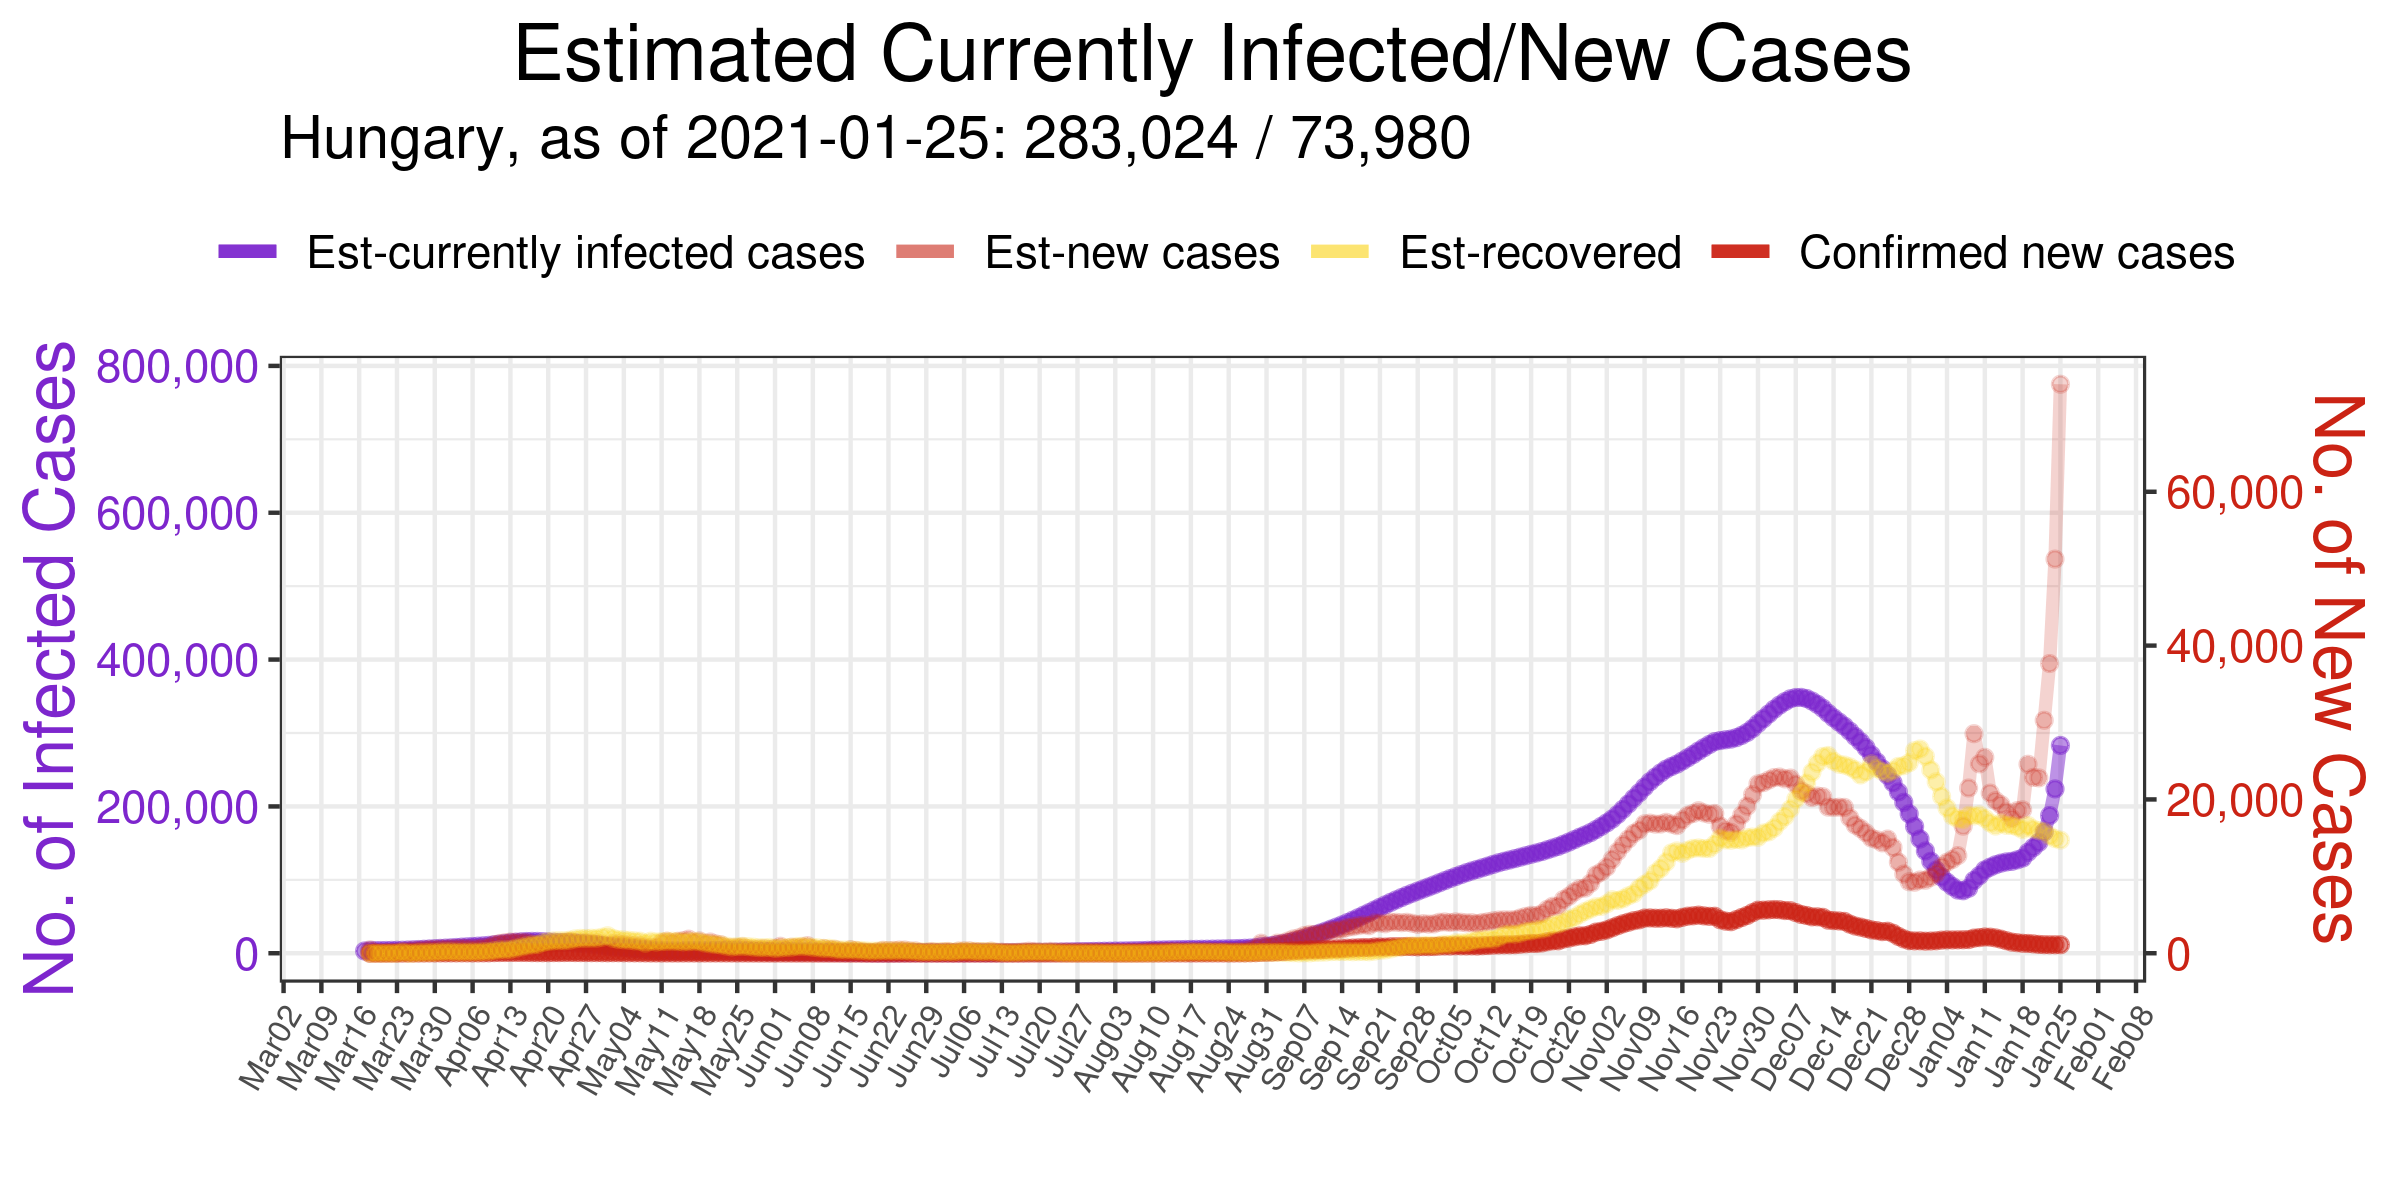 Estimated Currently Infected/New Cases
Hungary, as of 2021-01-25: 283,024 / 73,980
Est-currently infected cases Est-new cases Est-recovered Confirmed new cases
No. of Infected Cases
800,000
600,000
400,000
200,000
0
60,000
40,000
20,000
0
No. of New Cases
Mar02 Mar09 Mar16 Mar23 Mar30 Apr06 Apr13 Apr20 Apr27 May04 May11 May18 May25 Jun01 Jun08 Jun15 Jun22 Jun29 Jul06 Jul13 Jul20 Jul27 Aug03 Aug10 Aug17 Aug24 Aug31 Sep07 Sep14 Sep21 Sep28 Oct05 Oct12 Oct19 Oct26 Nov02 Nov09 Nov16 Nov23 Nov30 Dec07 Dec14 Dec21 Dec28 Jan04 Jan11 Jan18 Jan25 Feb01 Feb08